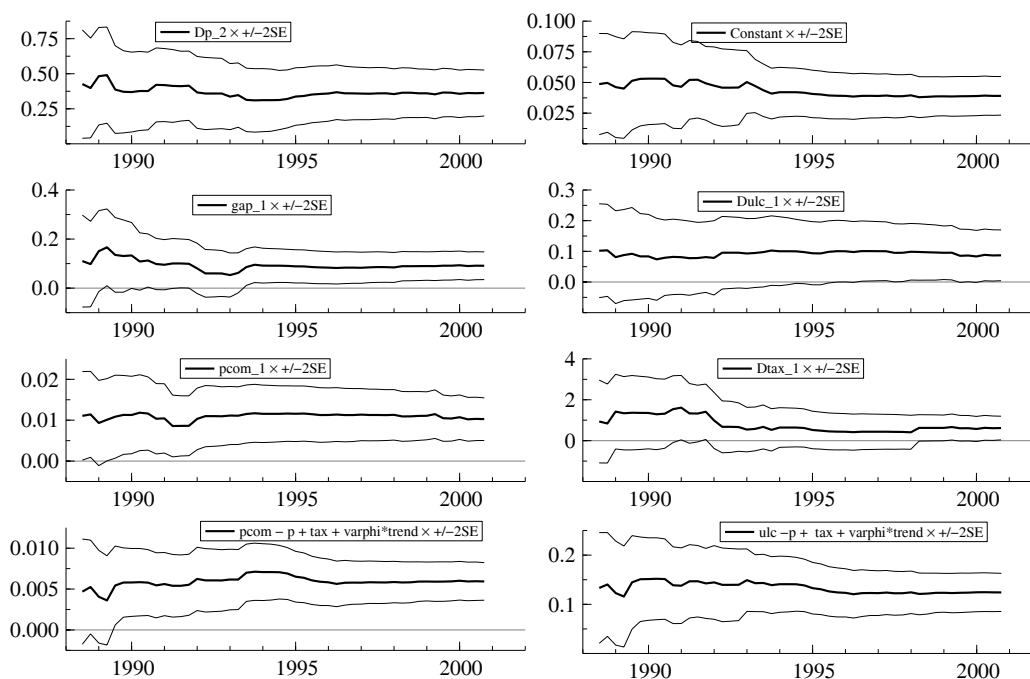 Dp_2 × +/−2SE
0.75
0.50
0.25
1990 1995 2000
Constant × +/−2SE
0.100
0.075
0.050
0.025
1990 1995 2000
gap_1 × +/−2SE
0.4
0.2
0.0
1990 1995 2000
Dulc_1 × +/−2SE
0.3
0.2
0.1
0.0
1990 1995 2000
pcom_1 × +/−2SE
0.02
0.01
0.00
1990 1995 2000
Dtax_1 × +/−2SE
4
2
0
1990 1995 2000
pcom − p + tax + varphi*trend × +/−2SE
0.010
0.005
0.000
1990 1995 2000
ulc −p + tax + varphi*trend × +/−2SE
0.2
0.1
1990 1995 2000